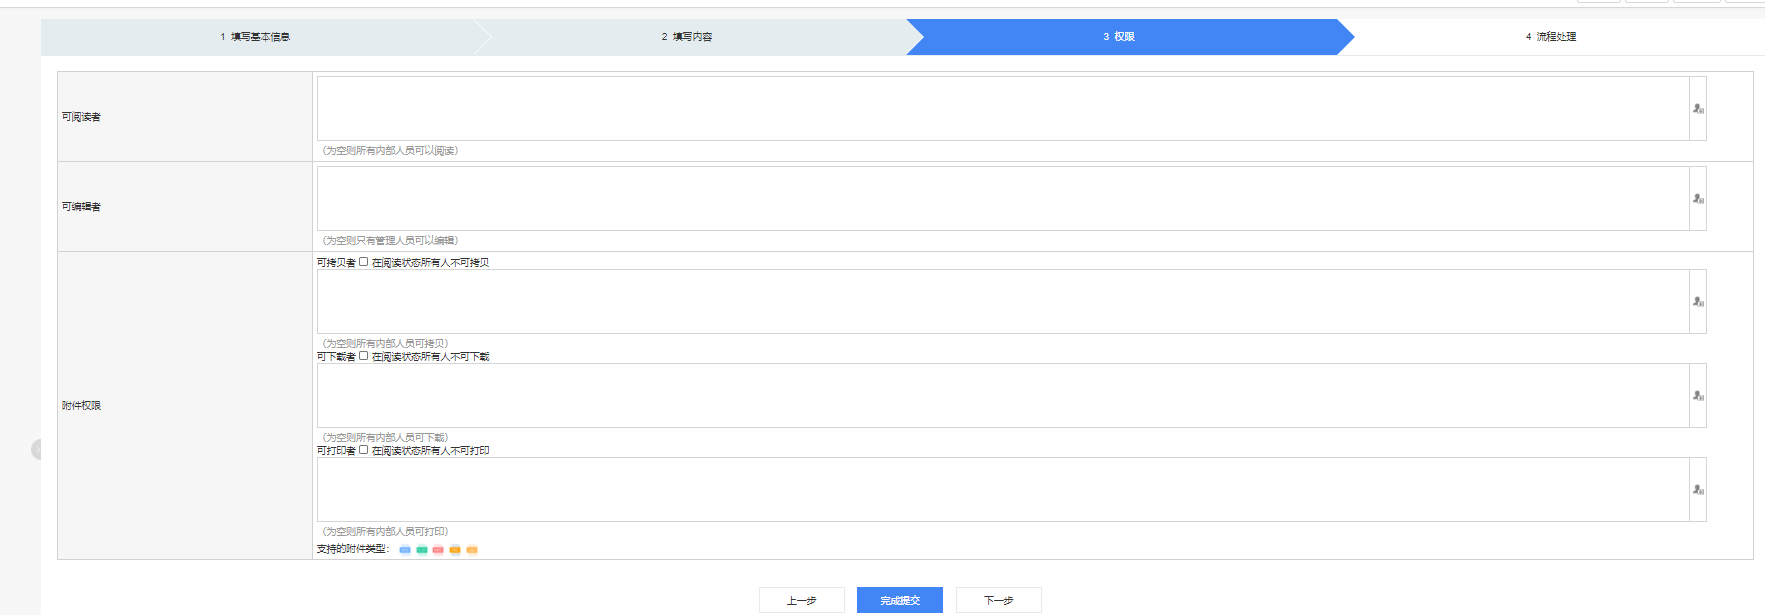 1 填写基本信息
2 填写内容
3 权限
4 流程处理
可阅读者
（为空则所有内部人员可以阅读）
可编辑者
（为空则只有管理人员可以编辑）
附件权限
可拷贝者 在阅读状态所有人不可拷贝
（为空则所有内部人员可拷贝）
可下载者 在阅读状态所有人不可下载
（为空则所有内部人员可下载）
可打印者 在阅读状态所有人不可打印
（为空则所有内部人员可打印）
支持的附件类型：
上一步
完成提交
下一步